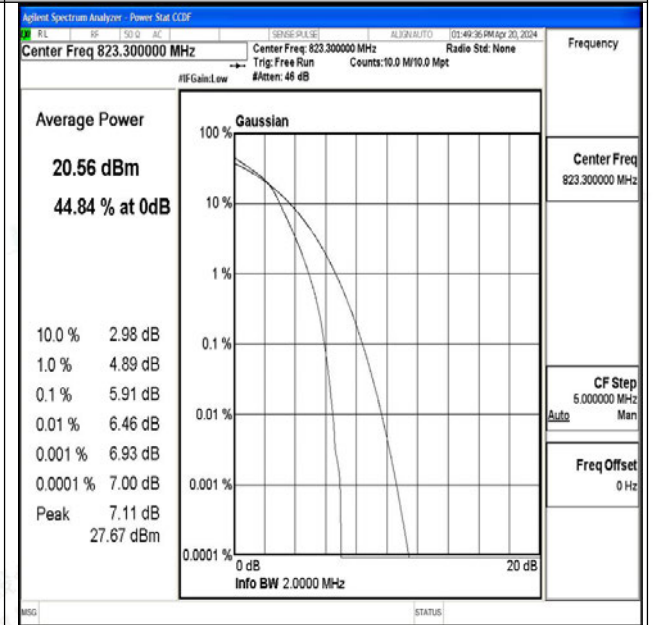 Agilent Spectrum Analyzer - Power Stat CCDF
RL RF 50 Ω AC SENSE:PULSE ALIGN AUTO 01:49:36 PM Apr 20, 2024
Center Freq 823.300000 MHz
Center Freq: 823.300000 MHz Radio Std: None
Trig: Free Run Counts:10.0 M/10.0 Mpt
#IFGain:Low #Atten: 46 dB
Frequency
Average Power
20.56 dBm
44.84 % at 0dB
10.0 % 2.98 dB
1.0 % 4.89 dB
0.1 % 5.91 dB
0.01 % 6.46 dB
0.001 % 6.93 dB
0.0001 % 7.00 dB
Peak 7.11 dB
27.67 dBm
Gaussian
100 %
10 %
1 %
0.1 %
0.01 %
0.001 %
0.0001 %
0 dB 20 dB
Info BW 2.0000 MHz
Center Freq
823.300000 MHz
CF Step
5.000000 MHz
Auto Man
Freq Offset
0 Hz
MSG STATUS